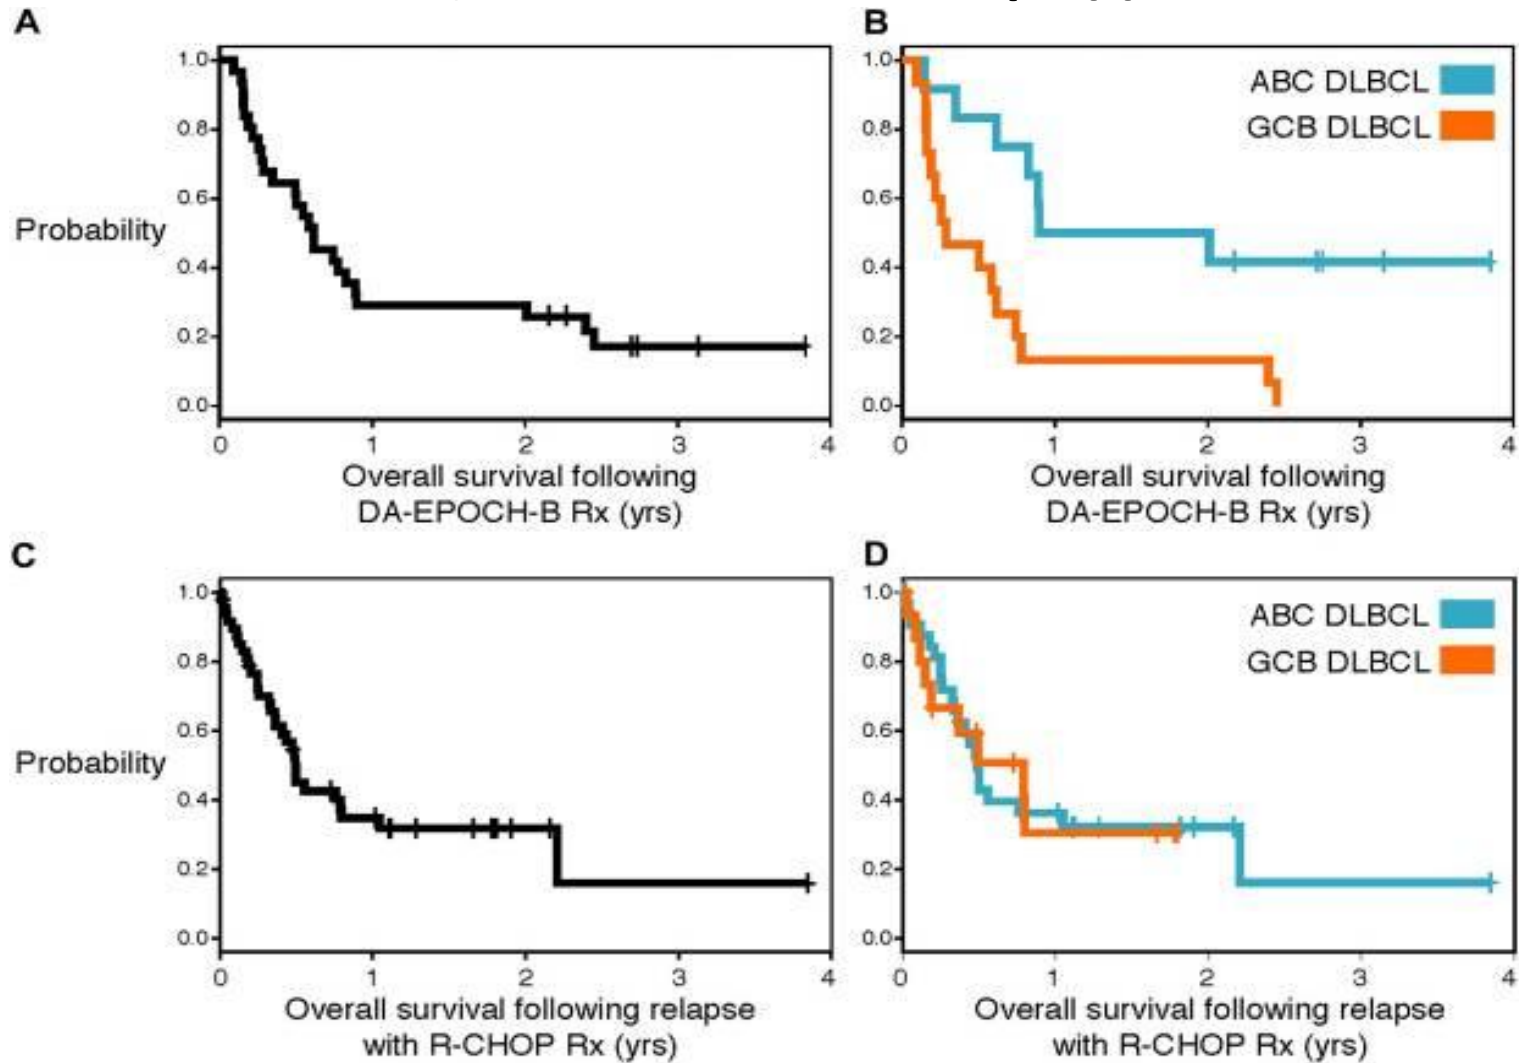 A
B
1.0
0.8
0.6
0.4
0.2
0.0
Probability
0 1 2 3 4
Overall survival following
DA-EPOCH-B Rx (yrs)
1.0
0.8
0.6
0.4
0.2
0.0
ABC DLBCL
GCB DLBCL
0 1 2 3 4
Overall survival following
DA-EPOCH-B Rx (yrs)
C
D
1.0
0.8
0.6
0.4
0.2
0.0
Probability
0 1 2 3 4
Overall survival following relapse
with R-CHOP Rx (yrs)
1.0
0.8
0.6
0.4
0.2
0.0
ABC DLBCL
GCB DLBCL
0 1 2 3 4
Overall survival following relapse
with R-CHOP Rx (yrs)